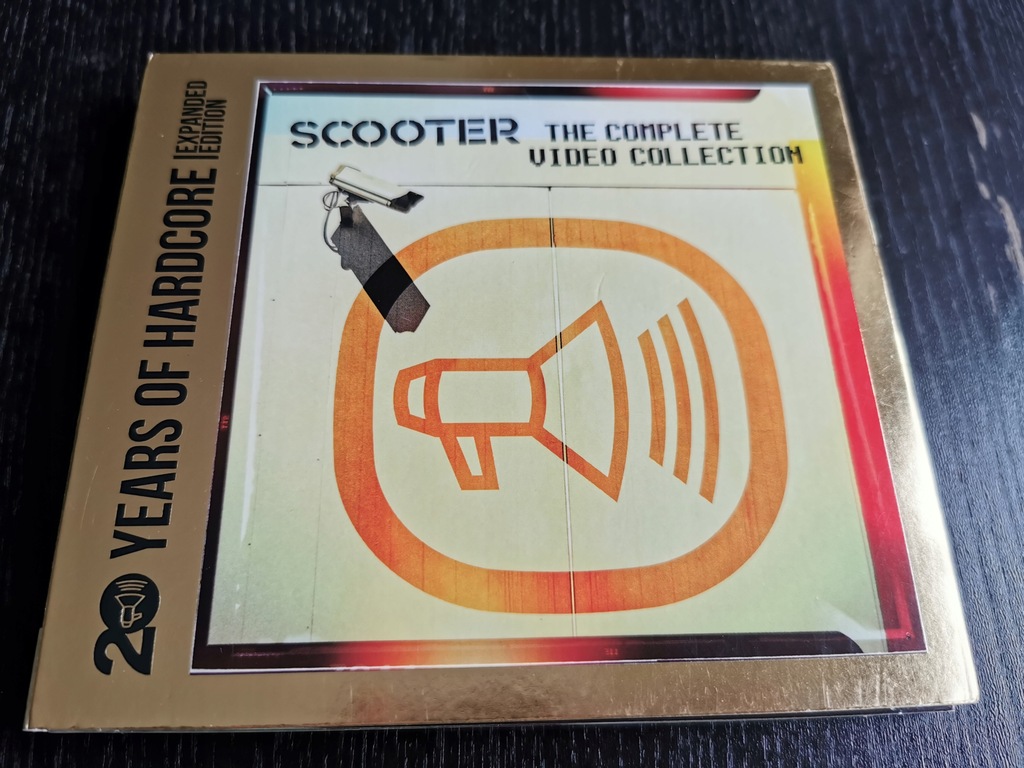 20 YEARS OF HARDCORE
EXPANDED
EDITION
SCOOTER THE COMPLETE
VIDEO COLLECTION